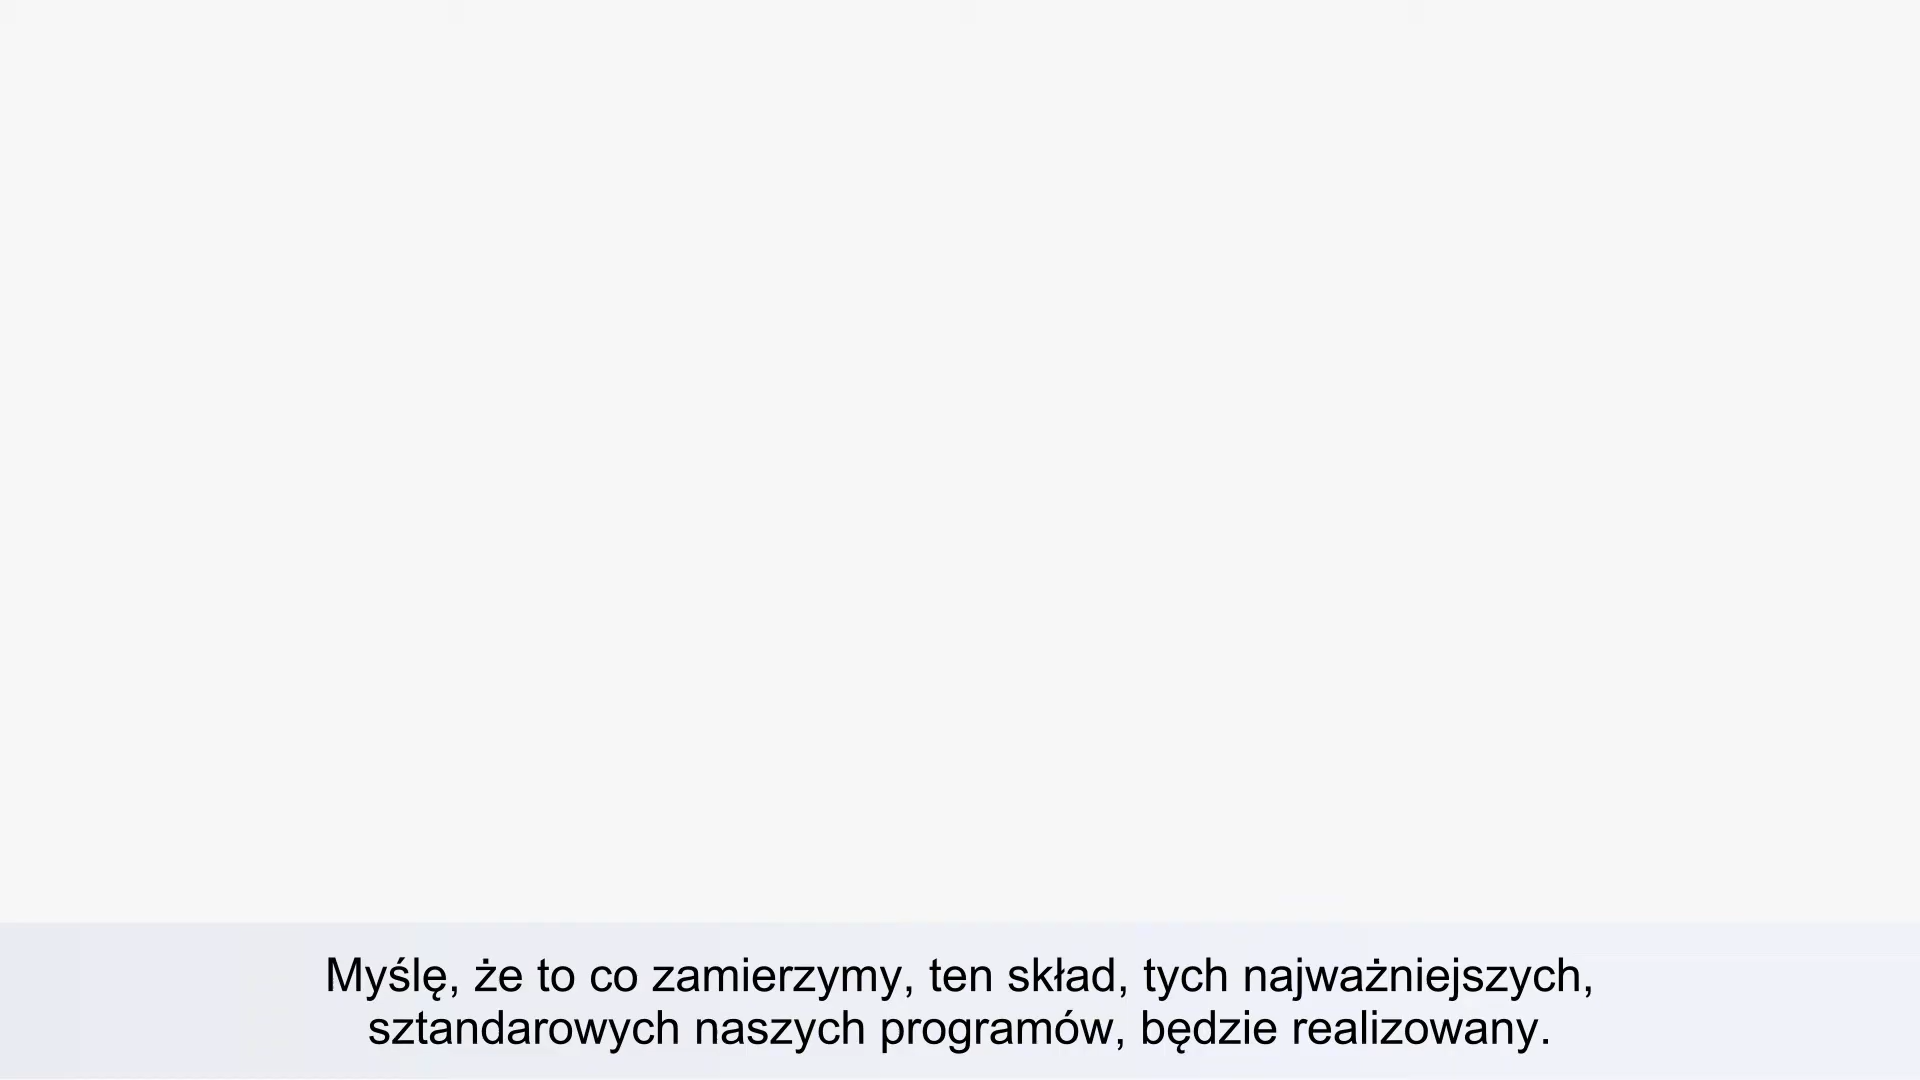 Myślę, że to co zamierzymy, ten skład, tych najważniejszych,
sztandarowych naszych programów, będzie realizowany.